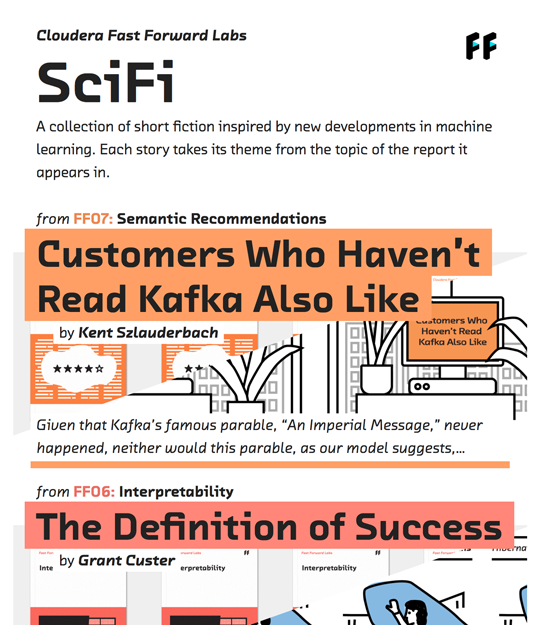 Cloudera Fast Forward Labs
FF
SciFi
A collection of short fiction inspired by new developments in machine
learning. Each story takes its theme from the topic of the report it
appears in.
from FF07: Semantic Recommendations
Customers Who Haven't
Read Kafka Also Like
by Kent Szlauderbach
Customers Who
Haven't Read
Kafka Also Like
Given that Kafka's famous parable, “An Imperial Message,” never
happened, neither would this parable, as our model suggests,...
from FF06: Interpretability
The Definition of Success
by Grant Custer
Inte
erpretability
Fast Forward Labs
Interpretability